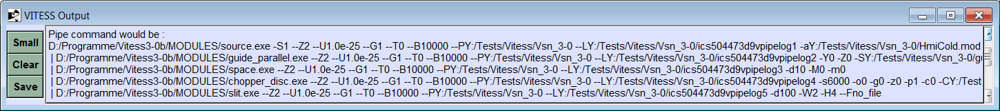 VITESS Output
Small
Clear
Save
Pipe command would be :
D:/Programme/Vitess3-0b/MODULES/source.exe -S1 --Z2 --U1.0e-25 --G1 --T0 --B10000 --PY:/Tests/Vitess/Vsn_3-0 --LY:/Tests/Vitess/Vsn_3-0/ics504473d9vpipelog1 -aY:/Tests/Vitess/Vsn_3-0/HmiCold.mod
| D:/Programme/Vitess3-0b/MODULES/guide_parallel.exe --Z2 --U1.0e-25 --G1 --T0 --B10000 --PY:/Tests/Vitess/Vsn_3-0 --LY:/Tests/Vitess/Vsn_3-0/ics504473d9vpipelog2 -Y0 -Z0 -SY:/Tests/Vitess/Vsn_3-0/gu
| D:/Programme/Vitess3-0b/MODULES/space.exe --Z2 --U1.0e-25 --G1 --T0 --B10000 --PY:/Tests/Vitess/Vsn_3-0 --LY:/Tests/Vitess/Vsn_3-0/ics504473d9vpipelog3 -d10 -M0 -m0
| D:/Programme/Vitess3-0b/MODULES/chopper_disc.exe --Z2 --U1.0e-25 --G1 --T0 --B10000 --PY:/Tests/Vitess/Vsn_3-0 --LY:/Tests/Vitess/Vsn_3-0/ics504473d9vpipelog4 -s6000 -o0 -g0 -z0 -p1 -c0 -CY:/Test
| D:/Programme/Vitess3-0b/MODULES/slit.exe --Z2 --U1.0e-25 --G1 --T0 --B10000 --PY:/Tests/Vitess/Vsn_3-0 --LY:/Tests/Vitess/Vsn_3-0/ics504473d9vpipelog5 -d100 -W2 -H4 --Fno_file